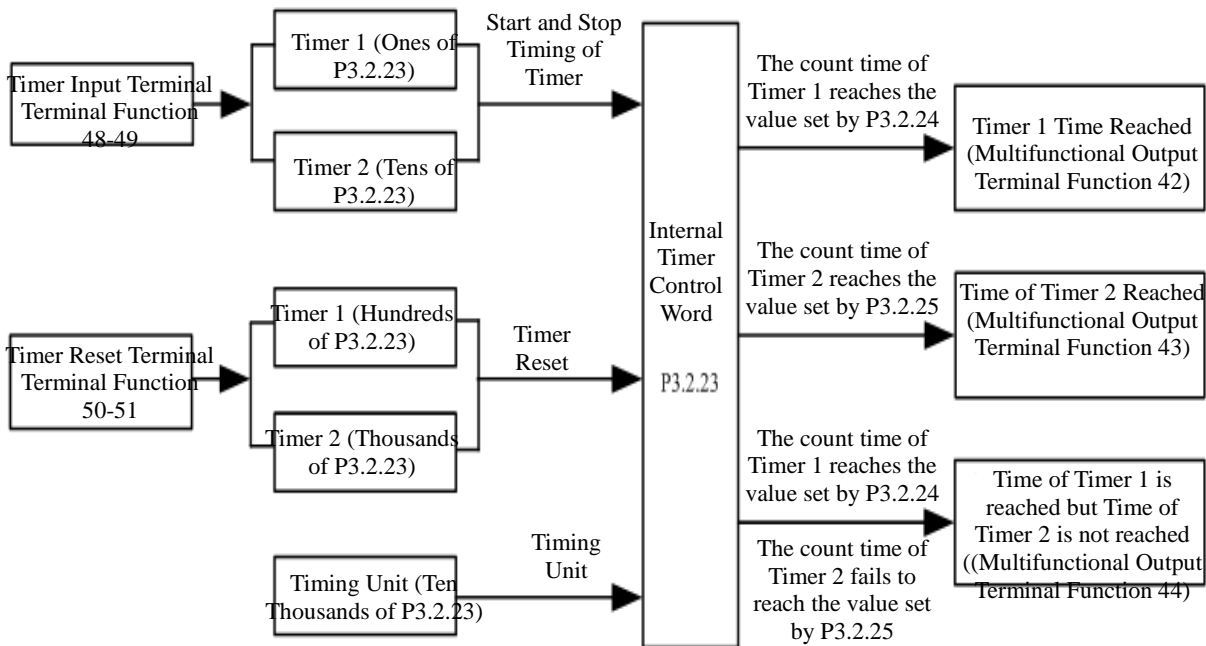 Timer Input Terminal
Terminal Function
48-49
Timer 1 (Ones of
P3.2.23)
Timer 2 (Tens of
P3.2.23)
Start and Stop
Timing of
Timer
Timer Reset Terminal
Terminal Function
50-51
Timer 1 (Hundreds
of P3.2.23)
Timer 2 (Thousands
of P3.2.23)
Timer
Reset
Timing Unit (Ten
Thousands of P3.2.23)
Timing
Unit
Internal
Timer
Control
Word
P3.2.23
The count time of
Timer 1 reaches the
value set by P3.2.24
Timer 1 Time Reached
(Multifunctional Output
Terminal Function 42)
The count time of
Timer 2 reaches the
value set by P3.2.25
Time of Timer 2 Reached
(Multifunctional Output
Terminal Function 43)
The count time of
Timer 1 reaches the
value set by P3.2.24
The count time of
Timer 2 fails to
reach the value set
by P3.2.25
Time of Timer 1 is
reached but Time of
Timer 2 is not reached
((Multifunctional Output
Terminal Function 44)